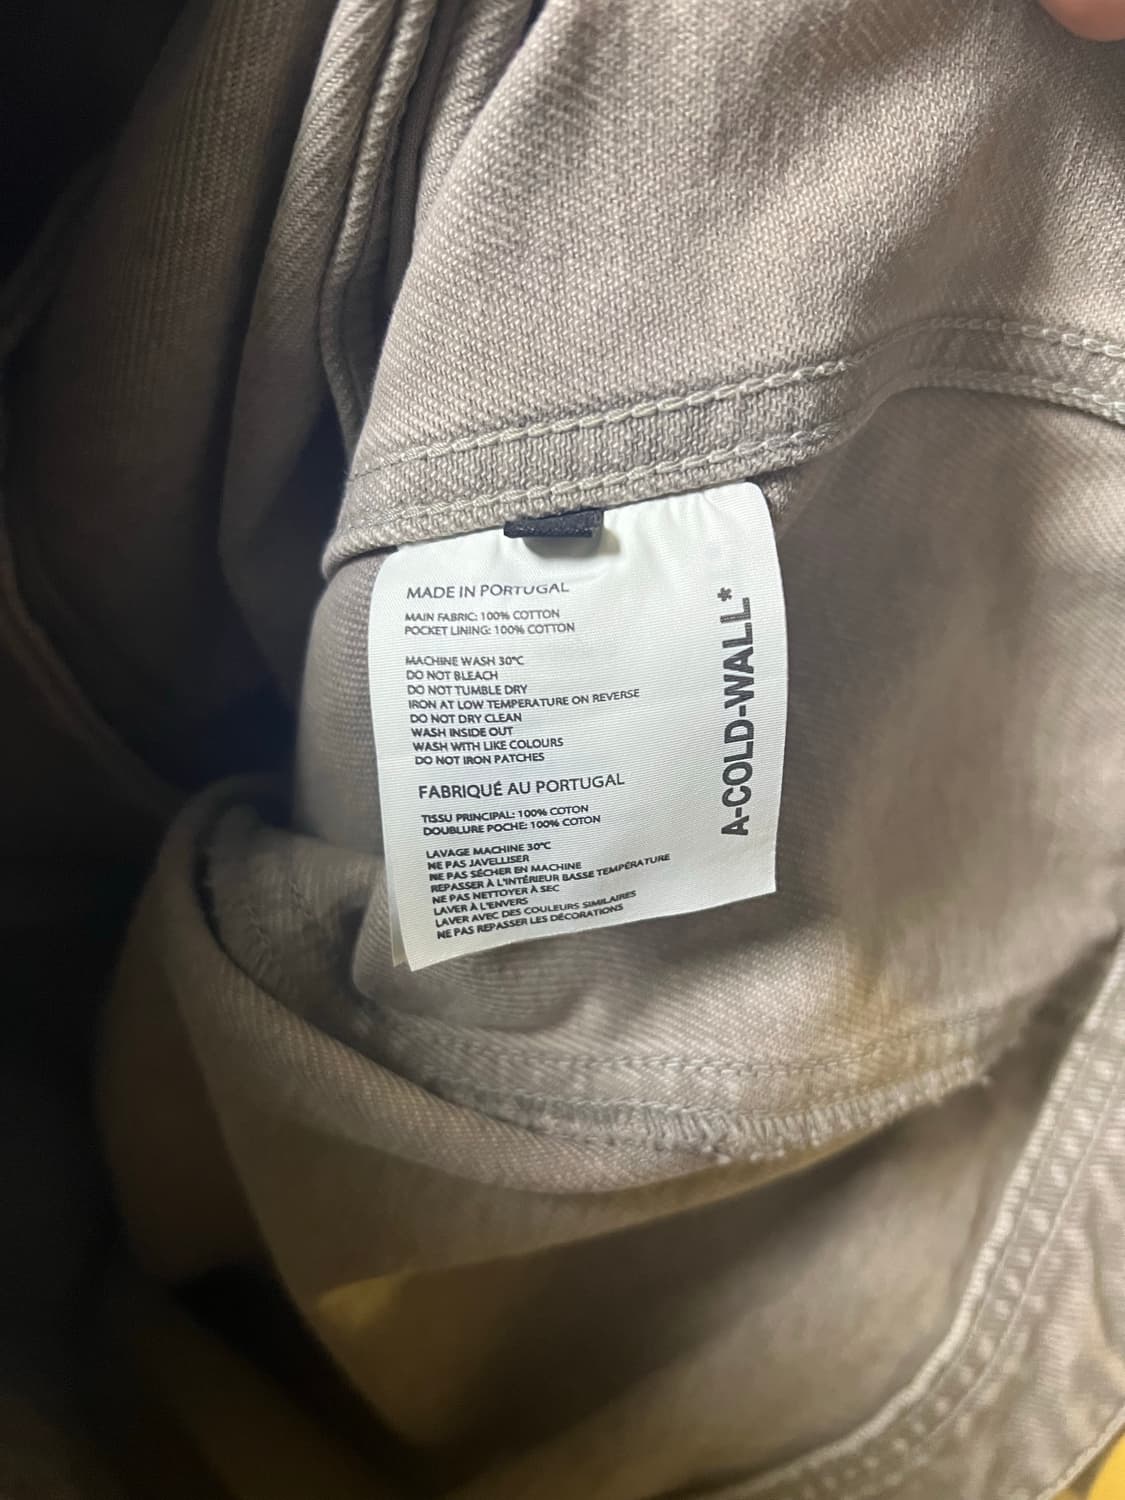 MADE IN PORTUGAL
MAIN FABRIC: 100% COTTON
POCKET LINING: 100% COTTON
MACHINE WASH 30°C
DO NOT BLEACH
DO NOT TUMBLE DRY
IRON AT LOW TEMPERATURE ON REVERSE
DO NOT DRY CLEAN
WASH INSIDE OUT
WASH WITH LIKE COLOURS
DO NOT IRON PATCHES
FABRIQUÉ AU PORTUGAL
TISSU PRINCIPAL: 100% COTON
DOUBLURE POCHE: 100% COTON
LAVAGE MACHINE 30°C
NE PAS JAVELLISER
NE PAS SÉCHER EN MACHINE
REPASSER À L'INTÉRIEUR BASSE TEMPÉRATURE
NE PAS NETTOYER À SEC
LAVER À L'ENVERS
LAVER AVEC DES COULEURS SIMILAIRES
NE PAS REPASSER LES DÉCORATIONS
A-COLD-WALL*